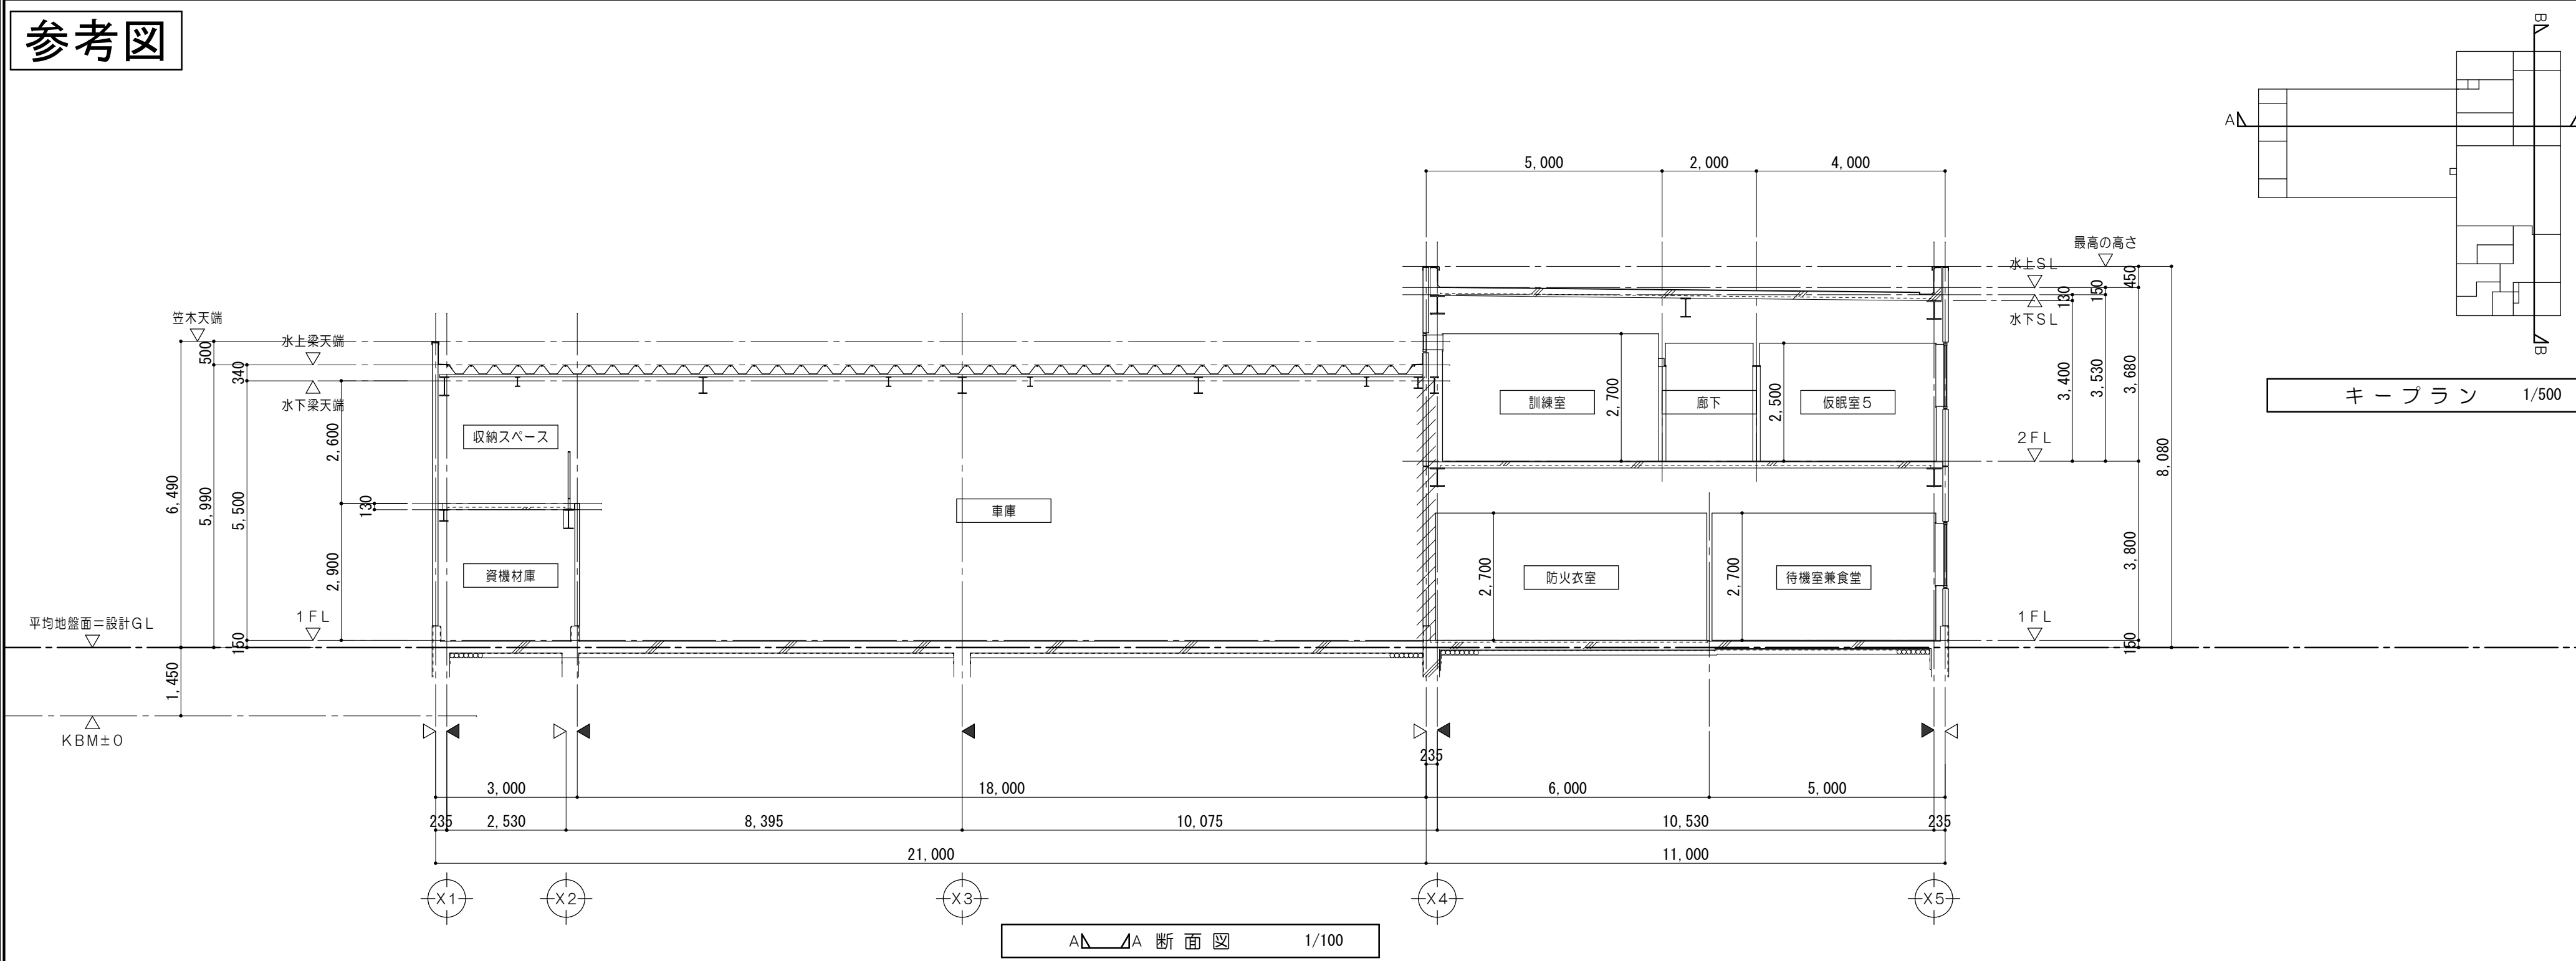 参考図
B
A
B
キープラン 1/500
5,000 2,000 4,000
最高の高さ
水上SL
水下SL
130
150
450
3,400
3,530
3,680
8,080
2FL
3,800
1FL
150
笠木天端
水上梁天端
水下梁天端
500
340
6,490
5,990
5,500
2,600
130
2,900
1FL
150
平均地盤面=設計GL
1,450
KBM±0
収納スペース
資機材庫
車庫
訓練室
2,700
廊下
2,500
仮眠室5
2,700
防火衣室
2,700
待機室兼食堂
235
3,000 18,000 6,000 5,000
235 2,530 8,395 10,075 10,530 235
21,000 11,000
X1 X2 X3 X4 X5
A A 断面図 1/100